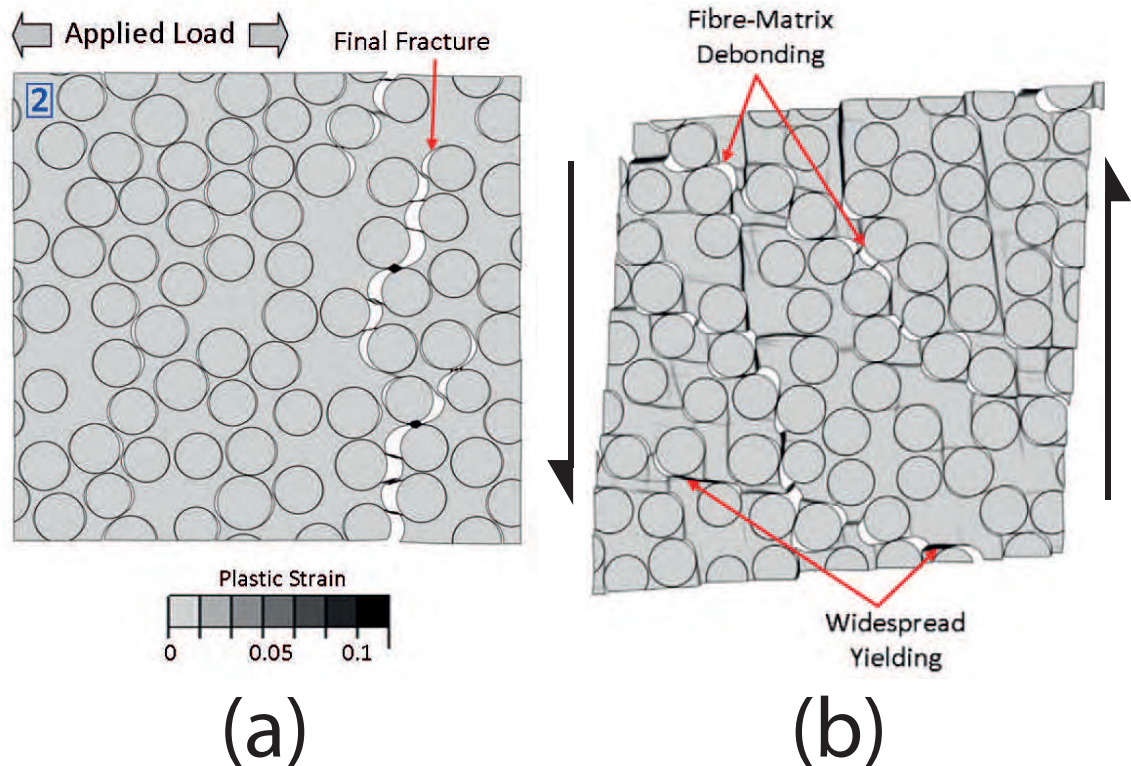 Applied Load
Final Fracture
2
Plastic Strain
0 0.05 0.1
(a)
Fibre-Matrix
Debonding
Widespread
Yielding
(b)